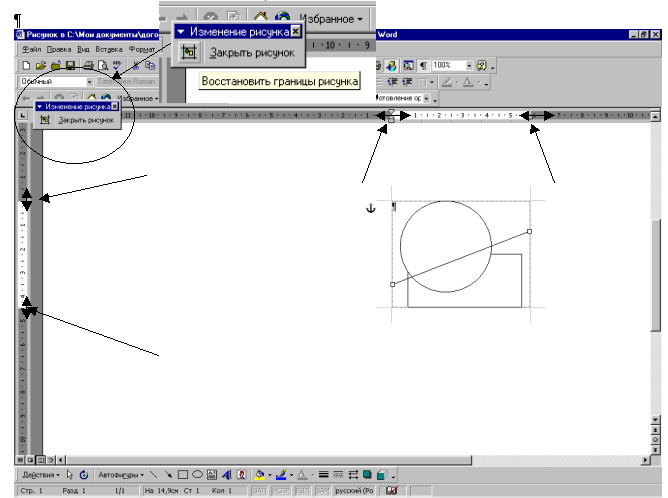 ¶
Избранное
Рисунок в C:\Мои документы\дого
Изменение рисунка
Word
Файл Правка Вид Вставка Формат
Закрыть рисунок
· 10 · ı · 9
100%
Обычный
Times New Roman
Восстановить границы рисунка
Избранное
Изменение рисунка
Закрыть рисунок
¶
Действия
Автофигуры
Стр. 1 Разд 1 1/1 На 14,9см Ст 1 Кол 1 ЗАП ИСПР ВДЛ ЗАМ русский (Ро